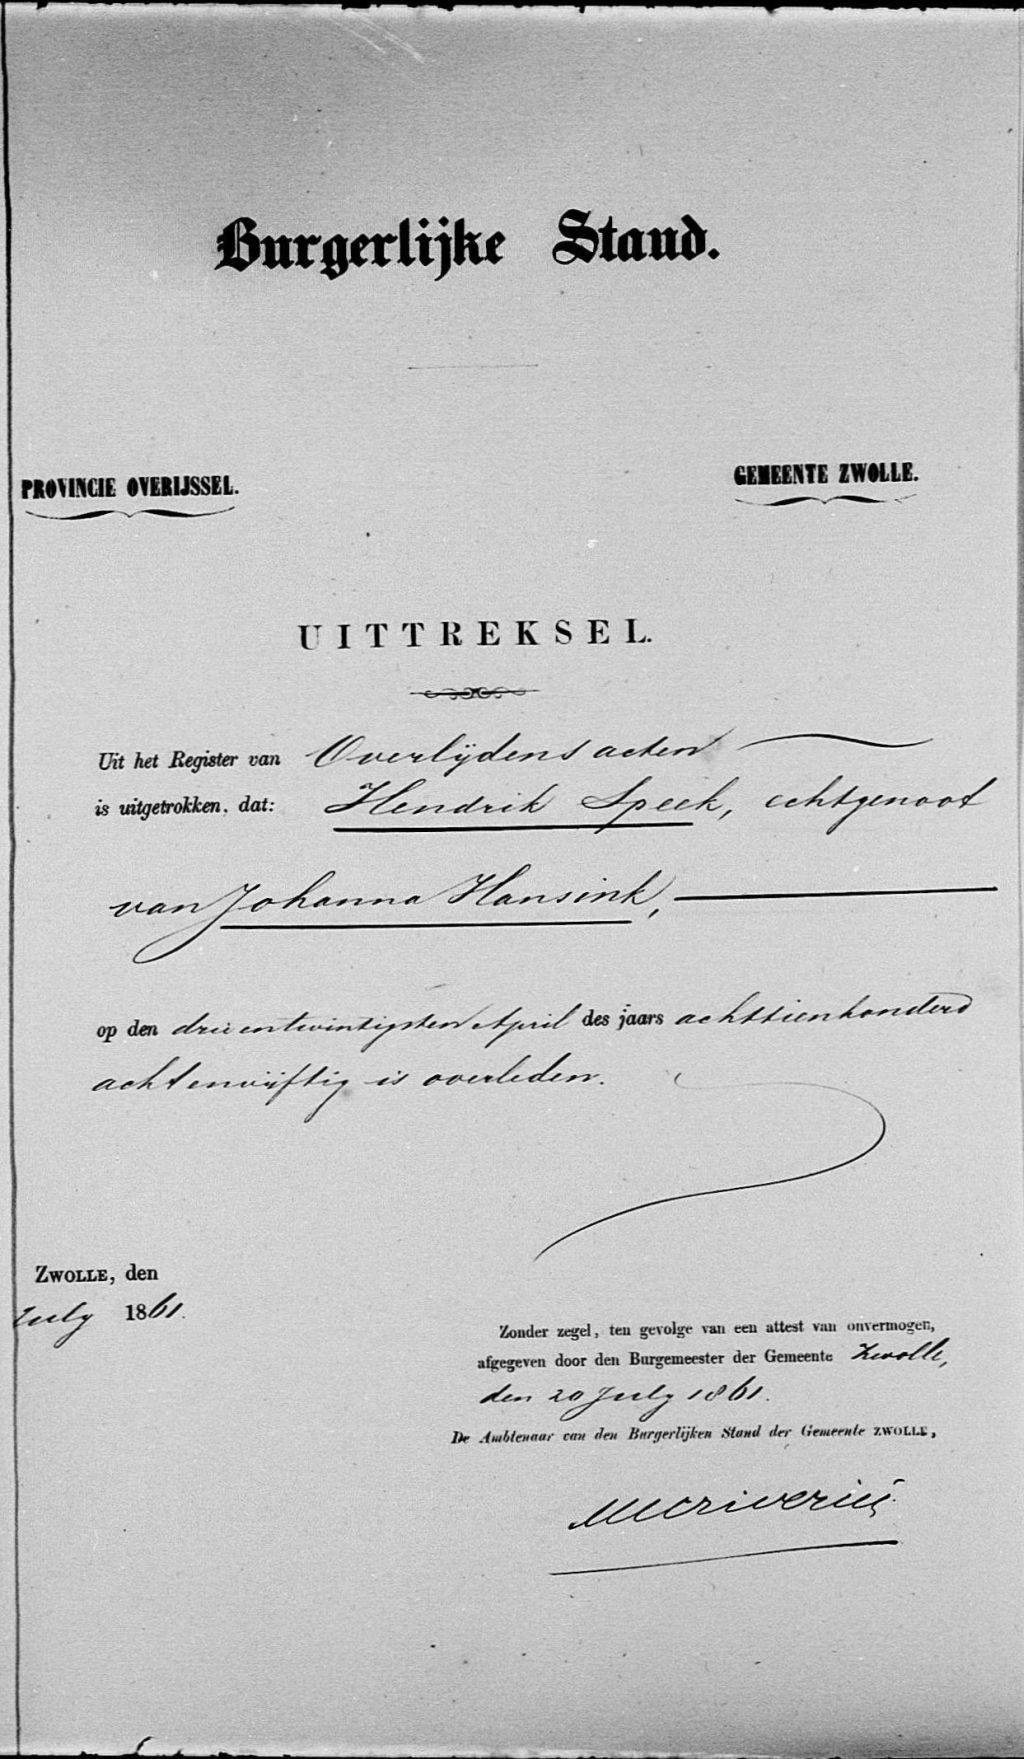 Burgerlijke Stand.
PROVINCIE OVERIJSSEL.
GEMEENTE ZWOLLE.
UITTREKSEL.
Uit het Register van Overlijdensacten
is uitgetrokken, dat: Hendrik Speek, echtgenoot
van Johanna Hansink,
op den drieentwintigsten April des jaars achttienhonderd
achtenvijftig is overleden.
ZWOLLE, den
July 1861.
Zonder zegel, ten gevolge van een attest van onvermogen,
afgegeven door den Burgemeester der Gemeente Zwolle,
den 20 July 1861.
De Ambtenaar van den Burgerlijken Stand der Gemeente ZWOLLE,